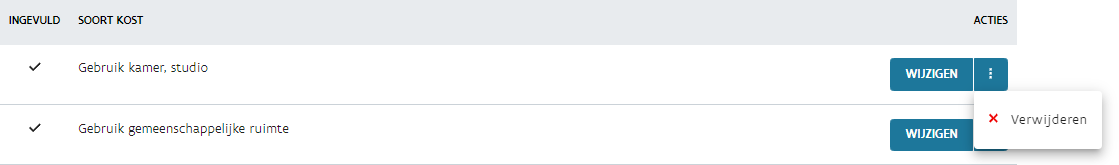 INGEVULD SOORT KOST ACTIES
Gebruik kamer, studio WIJZIGEN
Verwijderen
Gebruik gemeenschappelijke ruimte WIJZIGEN